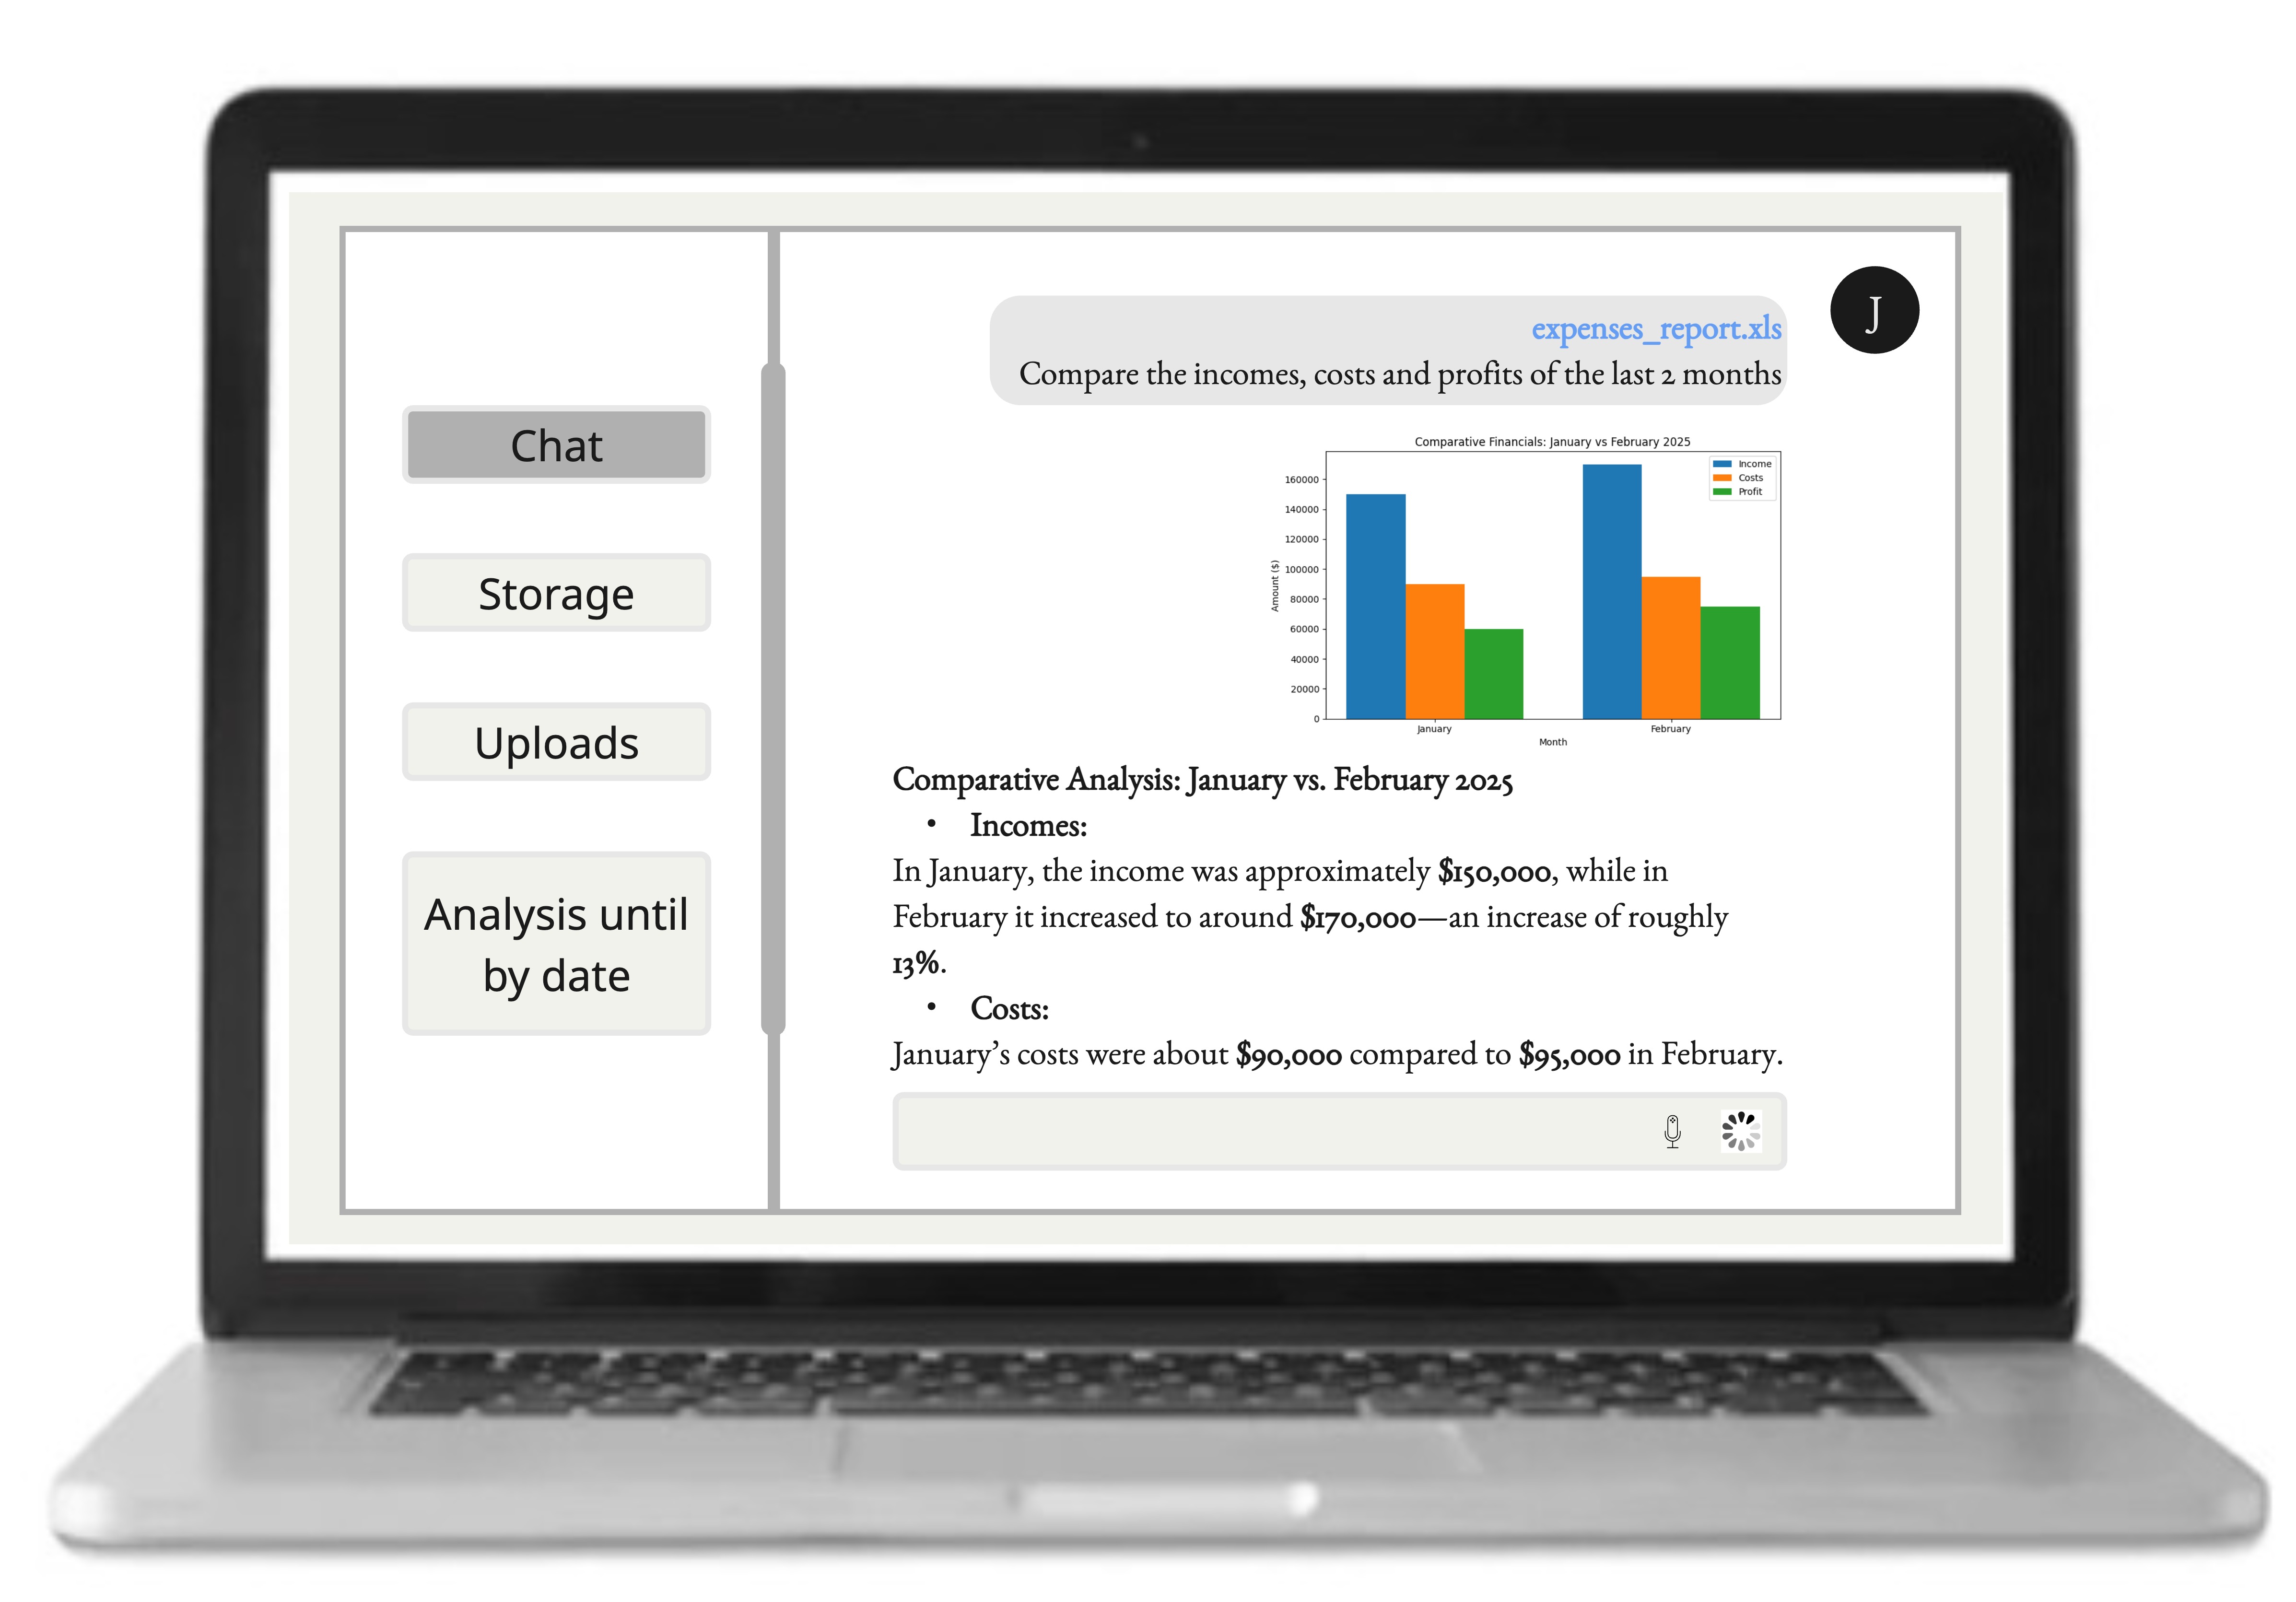 J
expenses_report.xls
Compare the incomes, costs and profits of the last 2 months
Chat
Storage
Uploads
Analysis until
by date
Comparative Financials: January vs February 2025
Income
Costs
Profit
160000
140000
120000
100000
80000
60000
40000
20000
0
Amount ($)
January
February
Month
Comparative Analysis: January vs. February 2025
• Incomes:
In January, the income was approximately $150,000, while in
February it increased to around $170,000—an increase of roughly
13%.
• Costs:
January’s costs were about $90,000 compared to $95,000 in February.